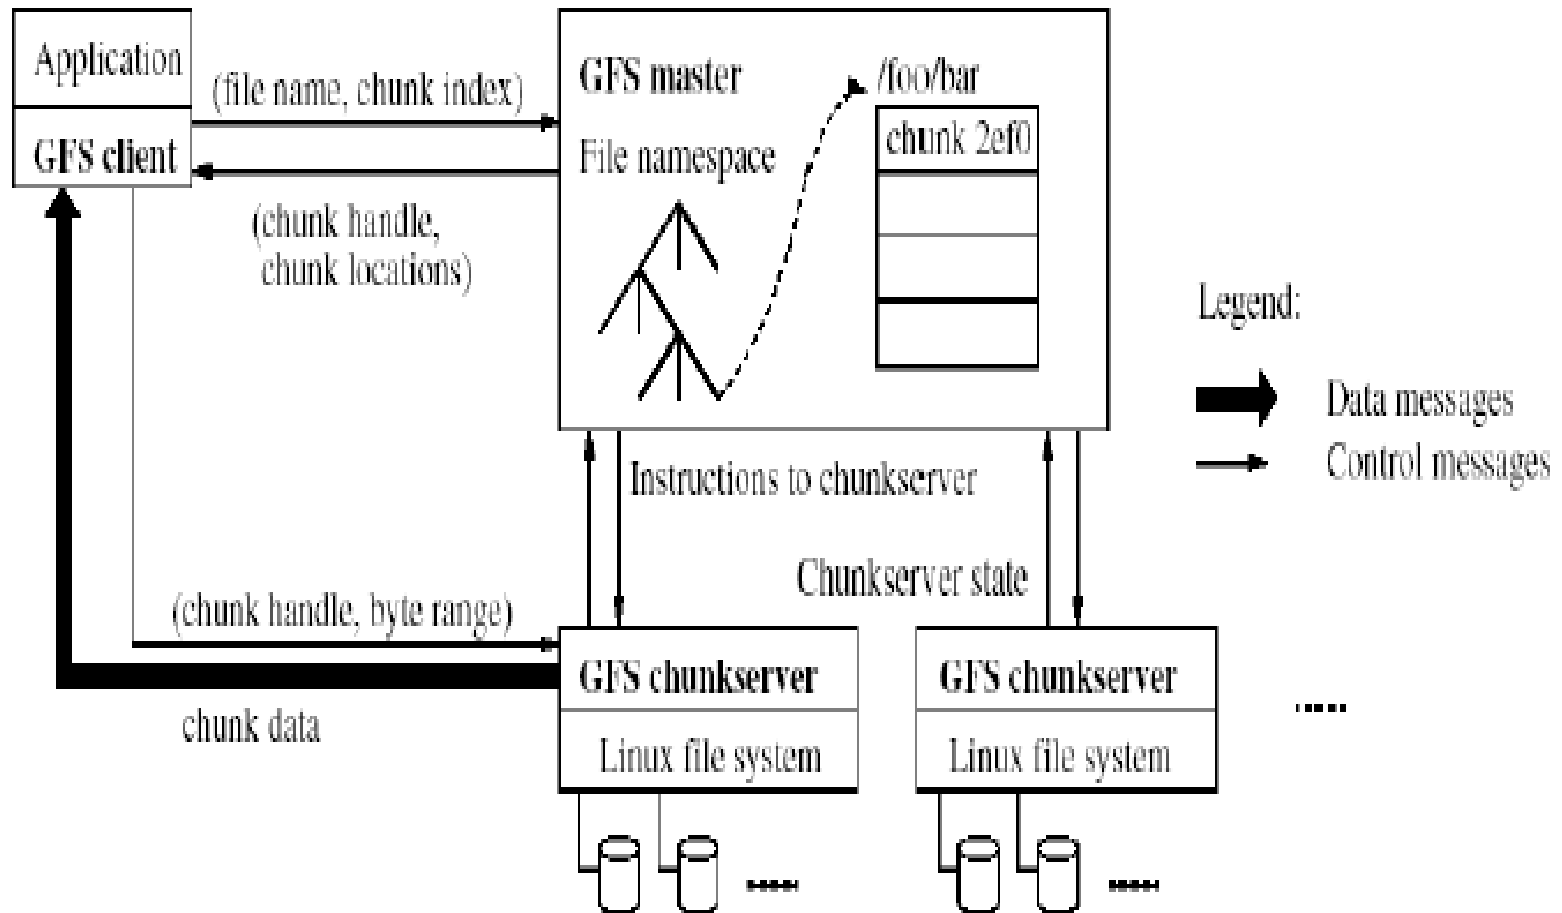 Application
GFS client
(file name, chunk index)
(chunk handle,
chunk locations)
GFS master
File namespace
/foo/bar
chunk 2ef0
Legend:
Data messages
Control messages
Instructions to chunkserver
Chunkserver state
(chunk handle, byte range)
chunk data
GFS chunkserver
Linux file system
GFS chunkserver
Linux file system